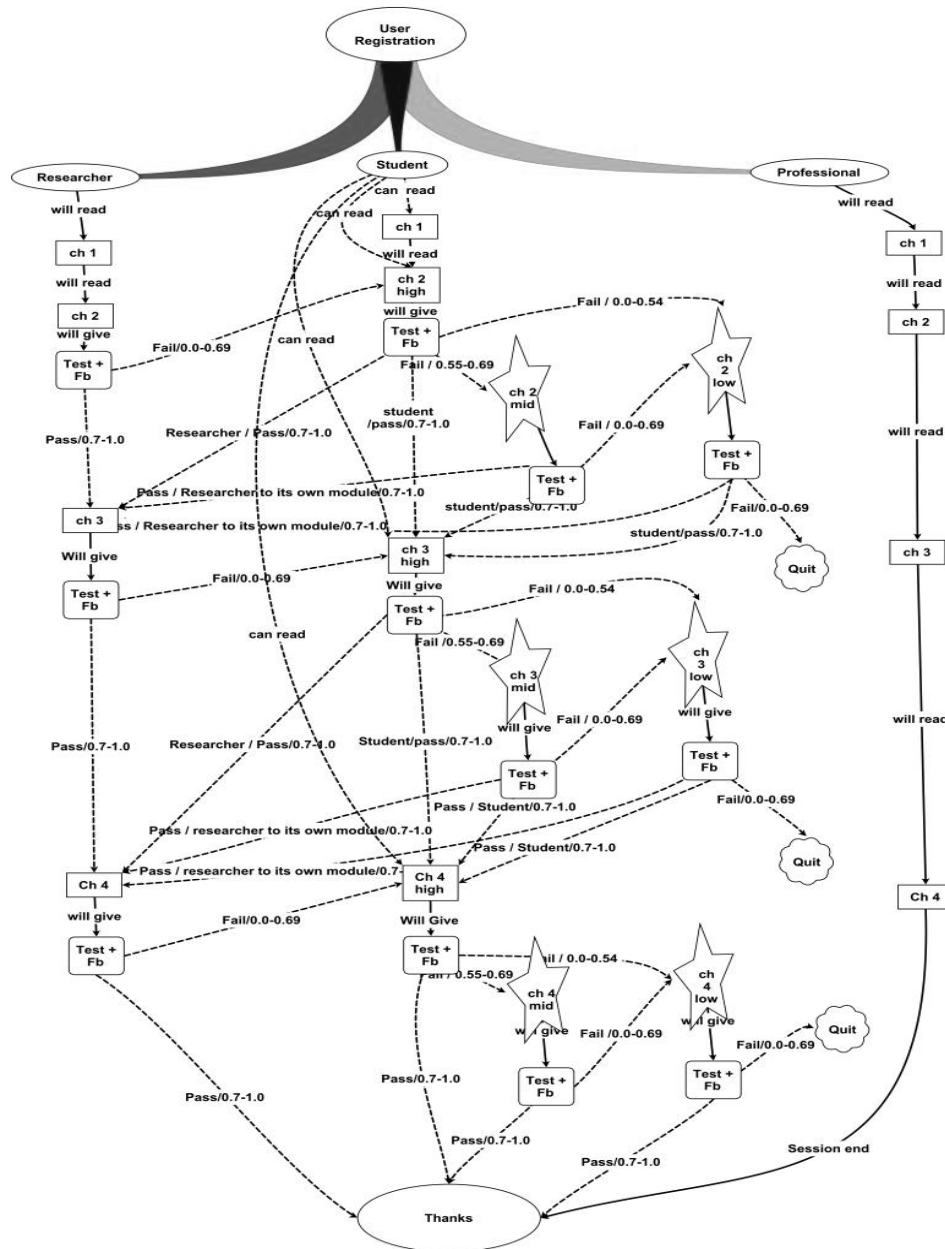 User
Registration
Researcher
Student
Professional
will read
can read
can read
will read
ch 1
ch 1
ch 1
will read
will read
will read
ch 2
ch 2
high
ch 2
will give
will give
Test +
Fb
Fail/0.0-0.69
Test +
Fb
Fail / 0.0-0.54
can read
Fail / 0.55-0.69
ch 2
mid
ch
2
low
Pass/0.7-1.0
Researcher / Pass/0.7-1.0
student
/pass/0.7-1.0
Fail / 0.0-0.69
will read
Test +
Fb
Test +
Fb
Pass / Researcher to its own module/0.7-1.0
student/pass/0.7-1.0
Fail/0.0-0.69
ch 3
/ Researcher to its own module/0.7-1.0
student/pass/0.7-1.0
ch 3
high
ch 3
Quit
Will give
Fail/0.0-0.69
Will give
Test +
Fb
Test +
Fb
Fail / 0.0-0.54
can read
Fail /0.55-0.69
ch 3
mid
ch
3
low
will give
will give
Fail / 0.0-0.69
will read
Pass/0.7-1.0
Researcher / Pass/0.7-1.0
Student/pass/0.7-1.0
Test +
Fb
Test +
Fb
Fail/0.0-0.69
Pass / Student/0.7-1.0
Pass / researcher to its own module/0.7-1.0
Pass / Student/0.7-1.0
Quit
Pass / researcher to its own module/0.7-
Ch 4
Ch 4
high
Ch 4
will give
Fail/0.0-0.69
Will Give
Test +
Fb
Test +
Fb
/ 0.0-0.54
/ 0.55-0.69
ch 4
mid
ch
4
low
will give
will give
Fail /0.0-0.69
Quit
Fail/0.0-0.69
Test +
Fb
Test +
Fb
Pass/0.7-1.0
Pass/0.7-1.0
Pass/0.7-1.0
Pass/0.7-1.0
Session end
Thanks